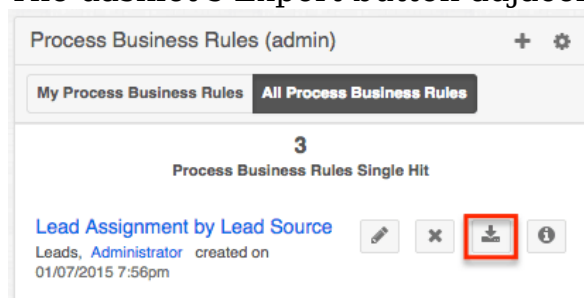 Process Business Rules (admin)
My Process Business Rules All Process Business Rules
3
Process Business Rules Single Hit
Lead Assignment by Lead Source
Leads, Administrator created on
01/07/2015 7:56pm